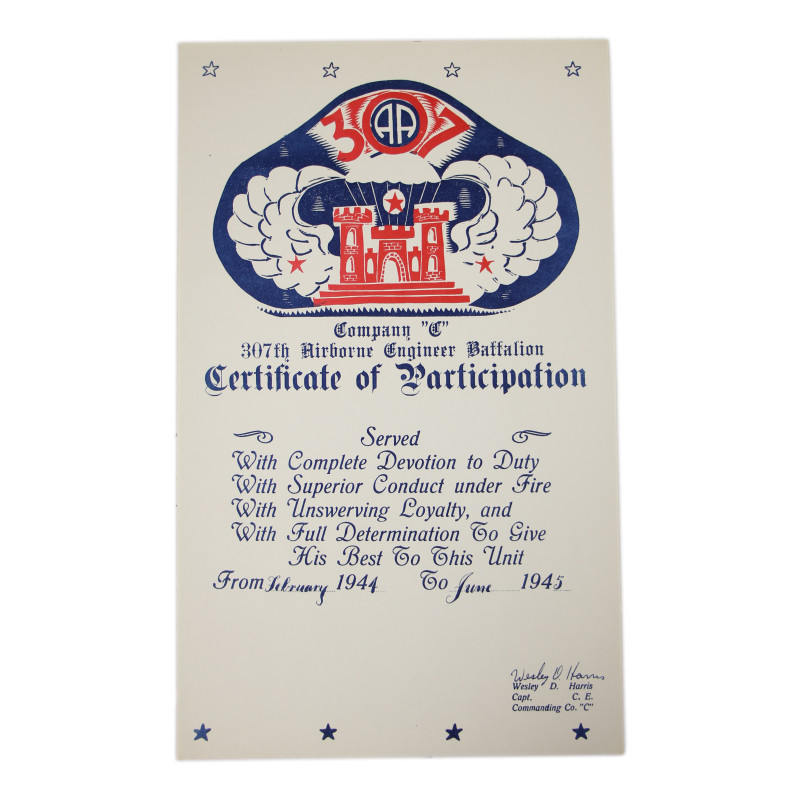 307
AA
Company "C"
307th Airborne Engineer Battalion
Certificate of Participation
Served
With Complete Devotion to Duty
With Superior Conduct under Fire
With Unswerving Loyalty, and
With Full Determination To Give
His Best To This Unit
From February 1944 To June 1945
Wesley D. Harris
Wesley D. Harris
Capt. C. E.
Commanding Co. "C"